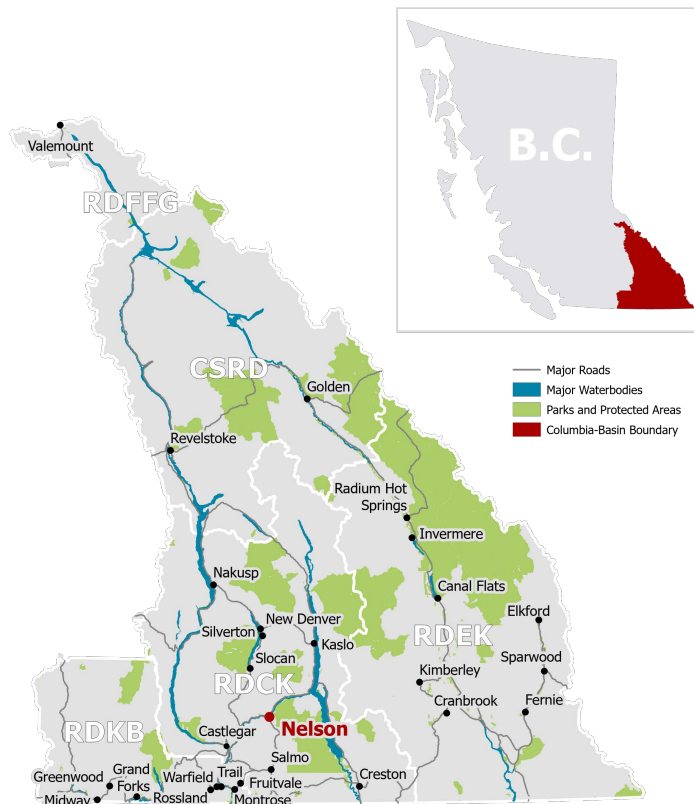 B.C.
Valemount
RDFFG
CSRD
Golden
Major Roads
Major Waterbodies
Parks and Protected Areas
Columbia-Basin Boundary
Revelstoke
Radium Hot
Springs
Invermere
Nakusp
Canal Flats
New Denver
Elkford
Silverton
Kaslo
RDEK
Slocan
Sparwood
RDCK
Kimberley
Cranbrook
Fernie
RDKB
Nelson
Castlegar
Salmo
Greenwood
Grand
Forks
Warfield
Trail
Fruitvale
Creston
Midway
Rossland
Montrose